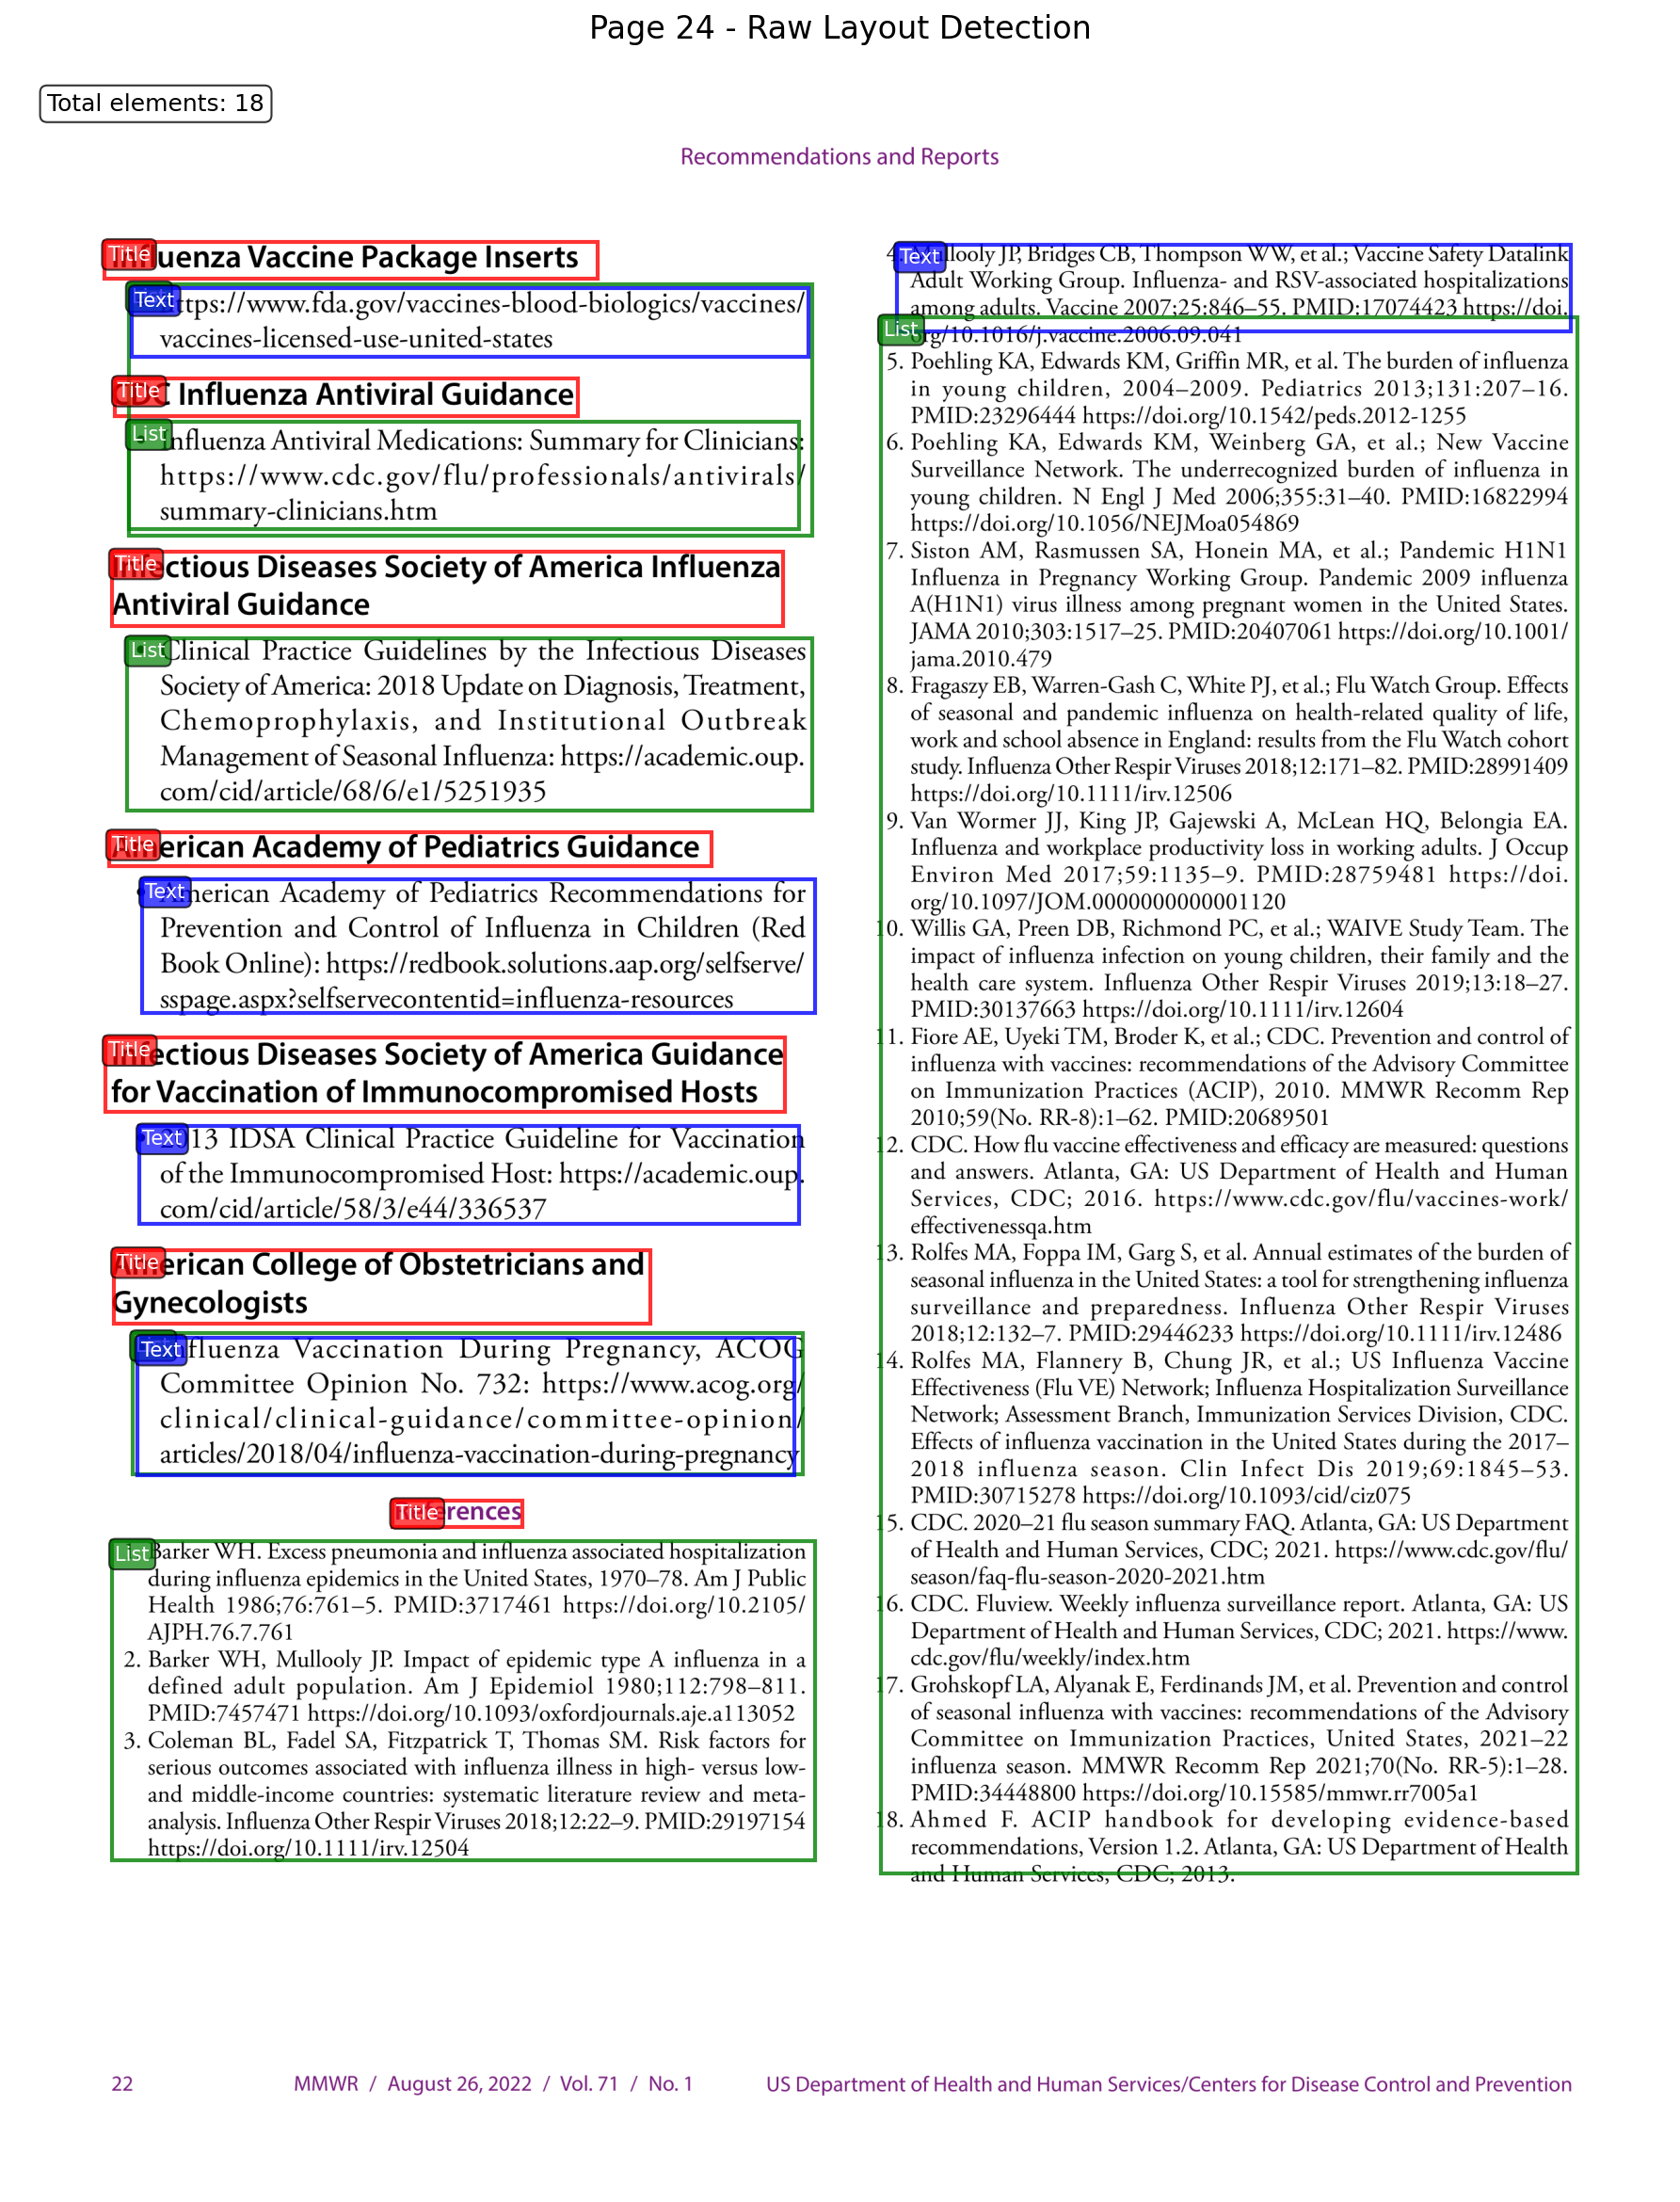 Page 24 - Raw Layout Detection
Total elements: 18
Recommendations and Reports
Title
uenza Vaccine Package Inserts
Text
ttps://www.fda.gov/vaccines-blood-biologics/vaccines/
vaccines-licensed-use-united-states
Title
Influenza Antiviral Guidance
List
Influenza Antiviral Medications: Summary for Clinicians:
https://www.cdc.gov/flu/professionals/antivirals/
summary-clinicians.htm
Title
ctious Diseases Society of America Influenza
Antiviral Guidance
List
Clinical Practice Guidelines by the Infectious Diseases
Society of America: 2018 Update on Diagnosis, Treatment,
Chemoprophylaxis, and Institutional Outbreak
Management of Seasonal Influenza: https://academic.oup.
com/cid/article/68/6/e1/5251935
Title
erican Academy of Pediatrics Guidance
Text
American Academy of Pediatrics Recommendations for
Prevention and Control of Influenza in Children (Red
Book Online): https://redbook.solutions.aap.org/selfserve/
sspage.aspx?selfservecontentid=influenza-resources
Title
ectious Diseases Society of America Guidance
for Vaccination of Immunocompromised Hosts
Text
2013 IDSA Clinical Practice Guideline for Vaccination
of the Immunocompromised Host: https://academic.oup.
com/cid/article/58/3/e44/336537
Title
erican College of Obstetricians and
Gynecologists
Text
fluenza Vaccination During Pregnancy, ACOG
Committee Opinion No. 732: https://www.acog.org/
clinical/clinical-guidance/committee-opinion/
articles/2018/04/influenza-vaccination-during-pregnancy
Title
rences
List
Barker WH. Excess pneumonia and influenza associated hospitalization
during influenza epidemics in the United States, 1970–78. Am J Public
Health 1986;76:761–5. PMID:3717461 https://doi.org/10.2105/
AJPH.76.7.761
2. Barker WH, Mullooly JP. Impact of epidemic type A influenza in a
defined adult population. Am J Epidemiol 1980;112:798–811.
PMID:7457471 https://doi.org/10.1093/oxfordjournals.aje.a113052
3. Coleman BL, Fadel SA, Fitzpatrick T, Thomas SM. Risk factors for
serious outcomes associated with influenza illness in high- versus low-
and middle-income countries: systematic literature review and meta-
analysis. Influenza Other Respir Viruses 2018;12:22–9. PMID:29197154
https://doi.org/10.1111/irv.12504
Text
4. Mullooly JP, Bridges CB, Thompson WW, et al.; Vaccine Safety Datalink
Adult Working Group. Influenza- and RSV-associated hospitalizations
among adults. Vaccine 2007;25:846–55. PMID:17074423 https://doi.
List
org/10.1016/j.vaccine.2006.09.041
5. Poehling KA, Edwards KM, Griffin MR, et al. The burden of influenza
in young children, 2004–2009. Pediatrics 2013;131:207–16.
PMID:23296444 https://doi.org/10.1542/peds.2012-1255
6. Poehling KA, Edwards KM, Weinberg GA, et al.; New Vaccine
Surveillance Network. The underrecognized burden of influenza in
young children. N Engl J Med 2006;355:31–40. PMID:16822994
https://doi.org/10.1056/NEJMoa054869
7. Siston AM, Rasmussen SA, Honein MA, et al.; Pandemic H1N1
Influenza in Pregnancy Working Group. Pandemic 2009 influenza
A(H1N1) virus illness among pregnant women in the United States.
JAMA 2010;303:1517–25. PMID:20407061 https://doi.org/10.1001/
jama.2010.479
8. Fragaszy EB, Warren-Gash C, White PJ, et al.; Flu Watch Group. Effects
of seasonal and pandemic influenza on health-related quality of life,
work and school absence in England: results from the Flu Watch cohort
study. Influenza Other Respir Viruses 2018;12:171–82. PMID:28991409
https://doi.org/10.1111/irv.12506
9. Van Wormer JJ, King JP, Gajewski A, McLean HQ, Belongia EA.
Influenza and workplace productivity loss in working adults. J Occup
Environ Med 2017;59:1135–9. PMID:28759481 https://doi.
org/10.1097/JOM.0000000000001120
10. Willis GA, Preen DB, Richmond PC, et al.; WAIVE Study Team. The
impact of influenza infection on young children, their family and the
health care system. Influenza Other Respir Viruses 2019;13:18–27.
PMID:30137663 https://doi.org/10.1111/irv.12604
11. Fiore AE, Uyeki TM, Broder K, et al.; CDC. Prevention and control of
influenza with vaccines: recommendations of the Advisory Committee
on Immunization Practices (ACIP), 2010. MMWR Recomm Rep
2010;59(No. RR-8):1–62. PMID:20689501
12. CDC. How flu vaccine effectiveness and efficacy are measured: questions
and answers. Atlanta, GA: US Department of Health and Human
Services, CDC; 2016. https://www.cdc.gov/flu/vaccines-work/
effectivenessqa.htm
13. Rolfes MA, Foppa IM, Garg S, et al. Annual estimates of the burden of
seasonal influenza in the United States: a tool for strengthening influenza
surveillance and preparedness. Influenza Other Respir Viruses
2018;12:132–7. PMID:29446233 https://doi.org/10.1111/irv.12486
14. Rolfes MA, Flannery B, Chung JR, et al.; US Influenza Vaccine
Effectiveness (Flu VE) Network; Influenza Hospitalization Surveillance
Network; Assessment Branch, Immunization Services Division, CDC.
Effects of influenza vaccination in the United States during the 2017–
2018 influenza season. Clin Infect Dis 2019;69:1845–53.
PMID:30715278 https://doi.org/10.1093/cid/ciz075
15. CDC. 2020–21 flu season summary FAQ. Atlanta, GA: US Department
of Health and Human Services, CDC; 2021. https://www.cdc.gov/flu/
season/faq-flu-season-2020-2021.htm
16. CDC. Fluview. Weekly influenza surveillance report. Atlanta, GA: US
Department of Health and Human Services, CDC; 2021. https://www.
cdc.gov/flu/weekly/index.htm
17. Grohskopf LA, Alyanak E, Ferdinands JM, et al. Prevention and control
of seasonal influenza with vaccines: recommendations of the Advisory
Committee on Immunization Practices, United States, 2021–22
influenza season. MMWR Recomm Rep 2021;70(No. RR-5):1–28.
PMID:34448800 https://doi.org/10.15585/mmwr.rr7005a1
18. Ahmed F. ACIP handbook for developing evidence-based
recommendations, Version 1.2. Atlanta, GA: US Department of Health
and Human Services, CDC; 2013.
22 MMWR / August 26, 2022 / Vol. 71 / No. 1 US Department of Health and Human Services/Centers for Disease Control and Prevention